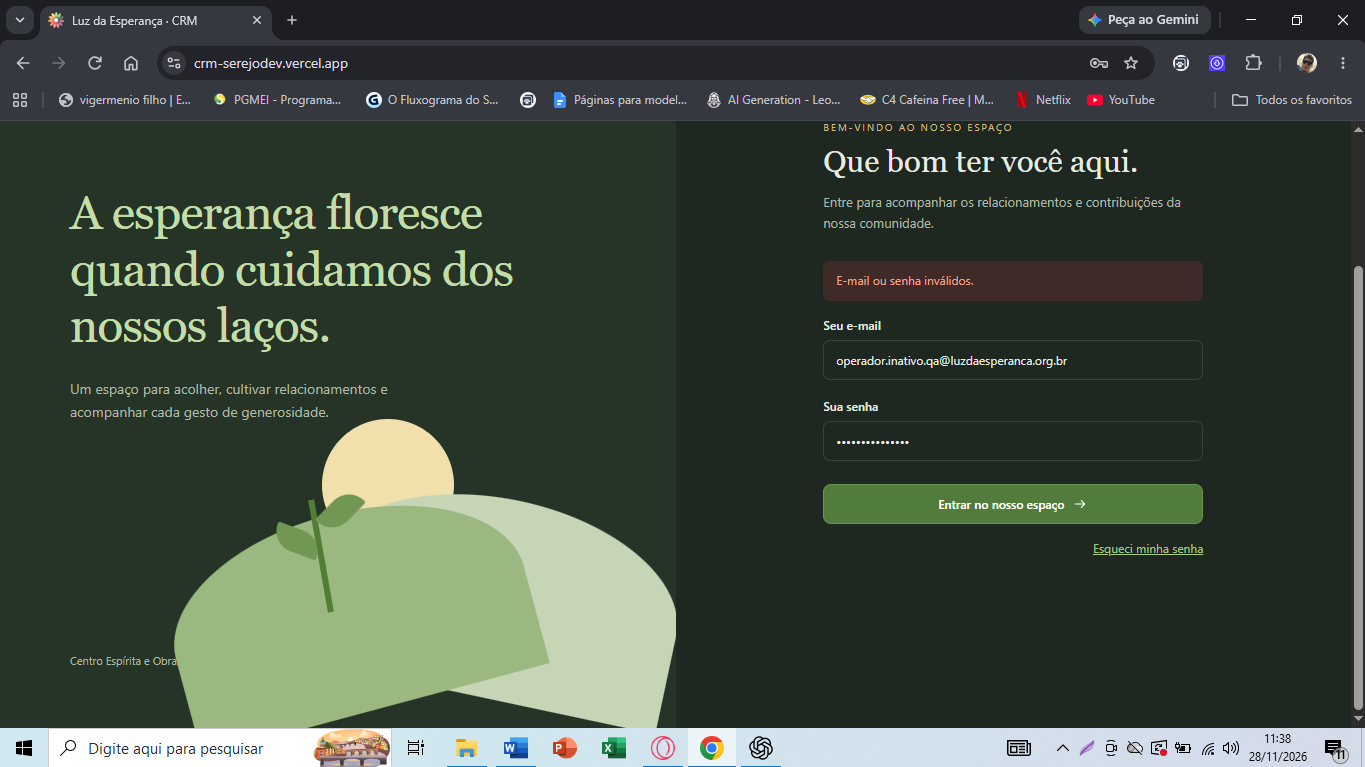 Luz da Esperança · CRM
Peça ao Gemini
crm-serejodev.vercel.app
vigermenio filho | E...
PGMEI - Programa...
O Fluxograma do S...
Páginas para model...
AI Generation - Leo...
C4 Cafeina Free | M...
Netflix
YouTube
Todos os favoritos
A esperança floresce
quando cuidamos dos
nossos laços.
Um espaço para acolher, cultivar relacionamentos e
acompanhar cada gesto de generosidade.
Centro Espírita e Obra
BEM-VINDO AO NOSSO ESPAÇO
Que bom ter você aqui.
Entre para acompanhar os relacionamentos e contribuições da
nossa comunidade.
E-mail ou senha inválidos.
Seu e-mail
operador.inativo.qa@luzdaesperanca.org.br
Sua senha
•••••••••••••••
Entrar no nosso espaço →
Esqueci minha senha
Digite aqui para pesquisar
11:38
28/11/2026
11